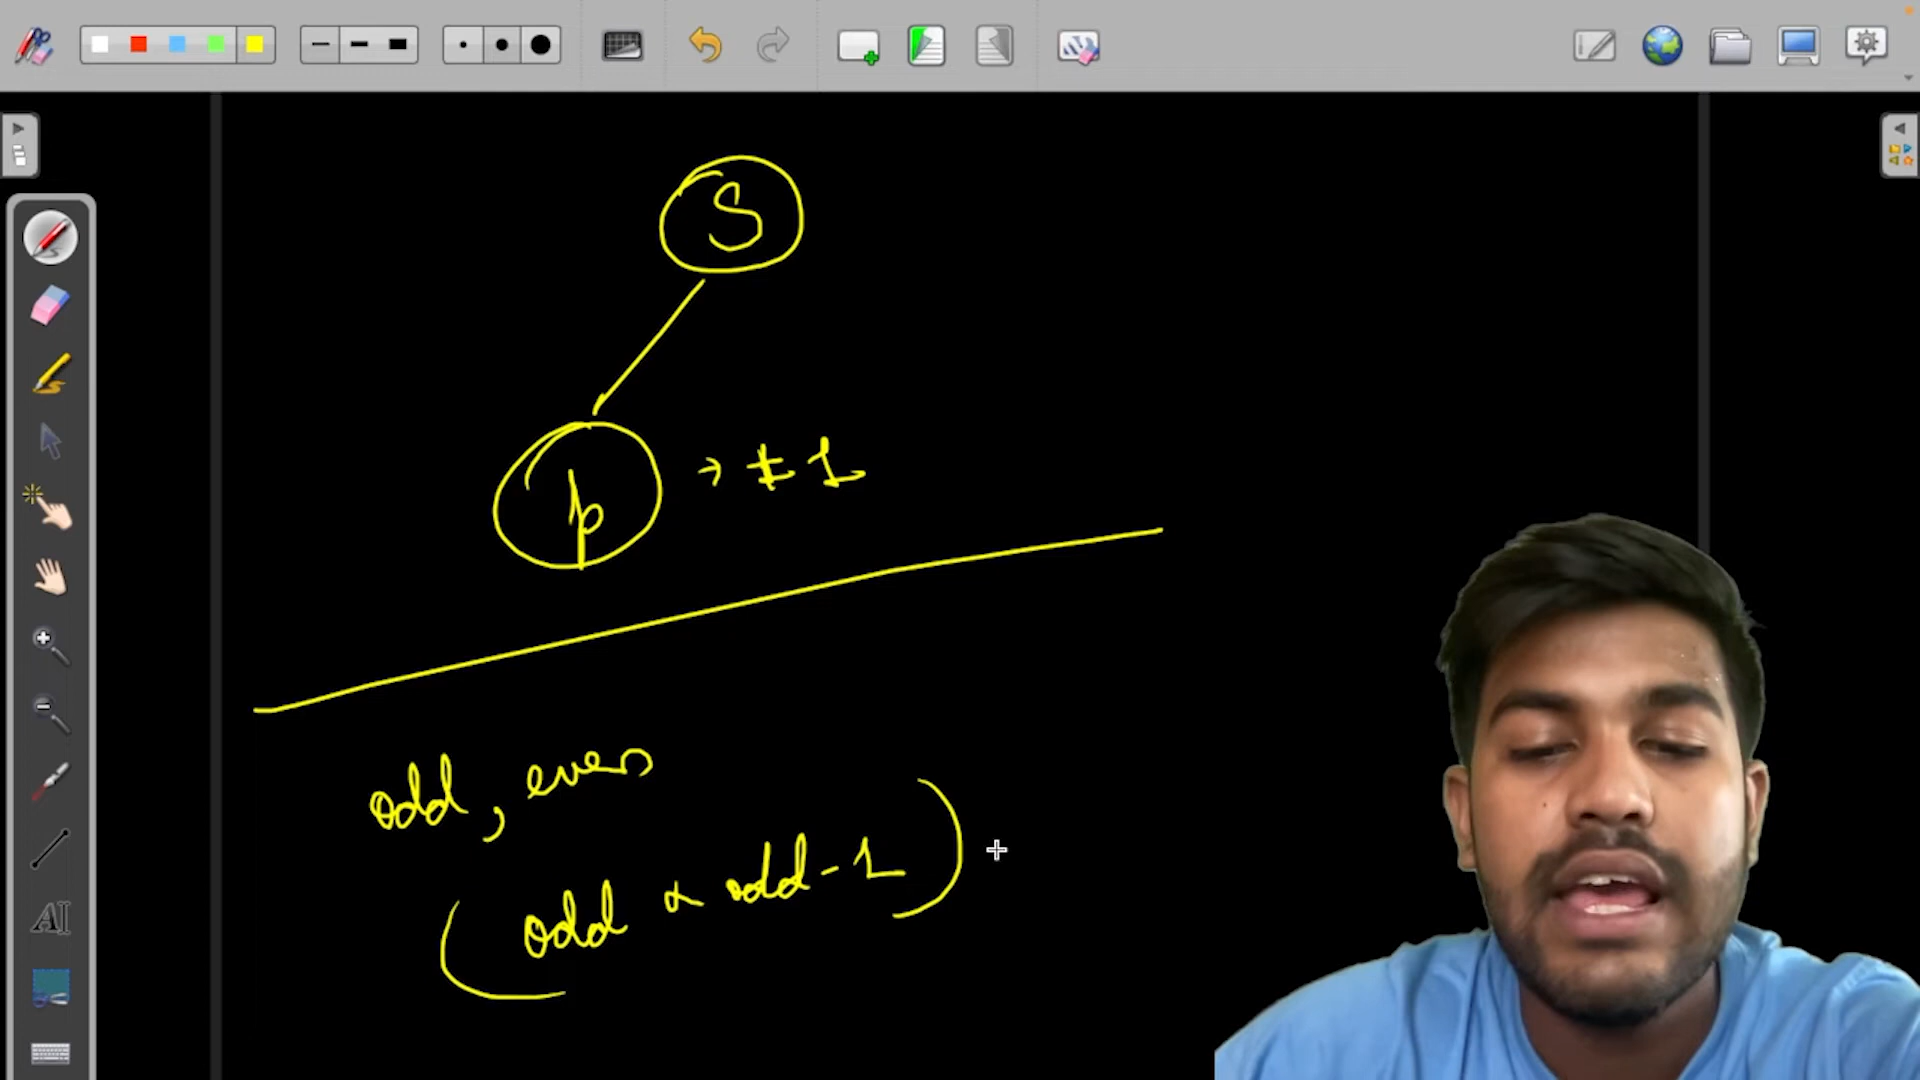 S
p → ≠ 1
odd, even
( odd × odd - 1 )